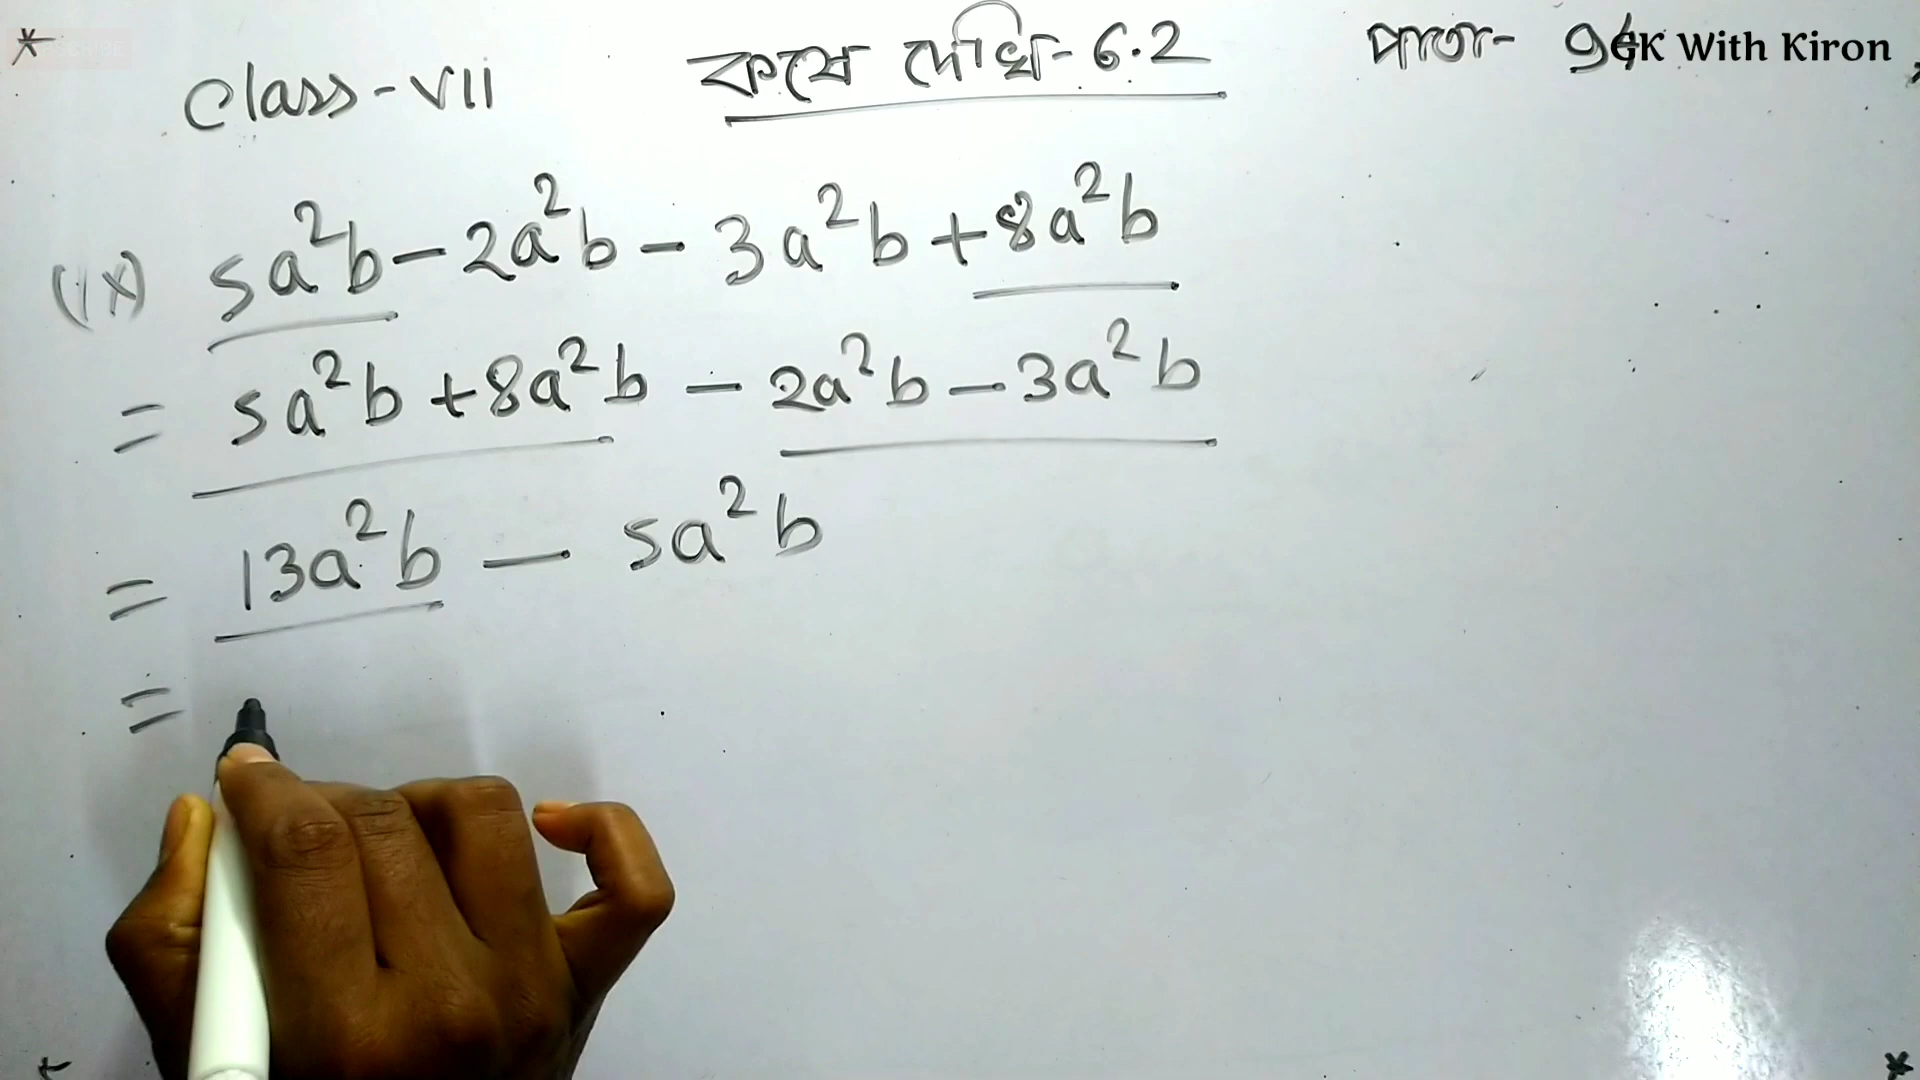 Class-VII কষে দেখি-6.2 পাতা-
GK With Kiron
(ix) 5a²b-2a²b-3a²b+8a²b
= 5a²b+8a²b-2a²b-3a²b
= 13a²b-5a²b
=